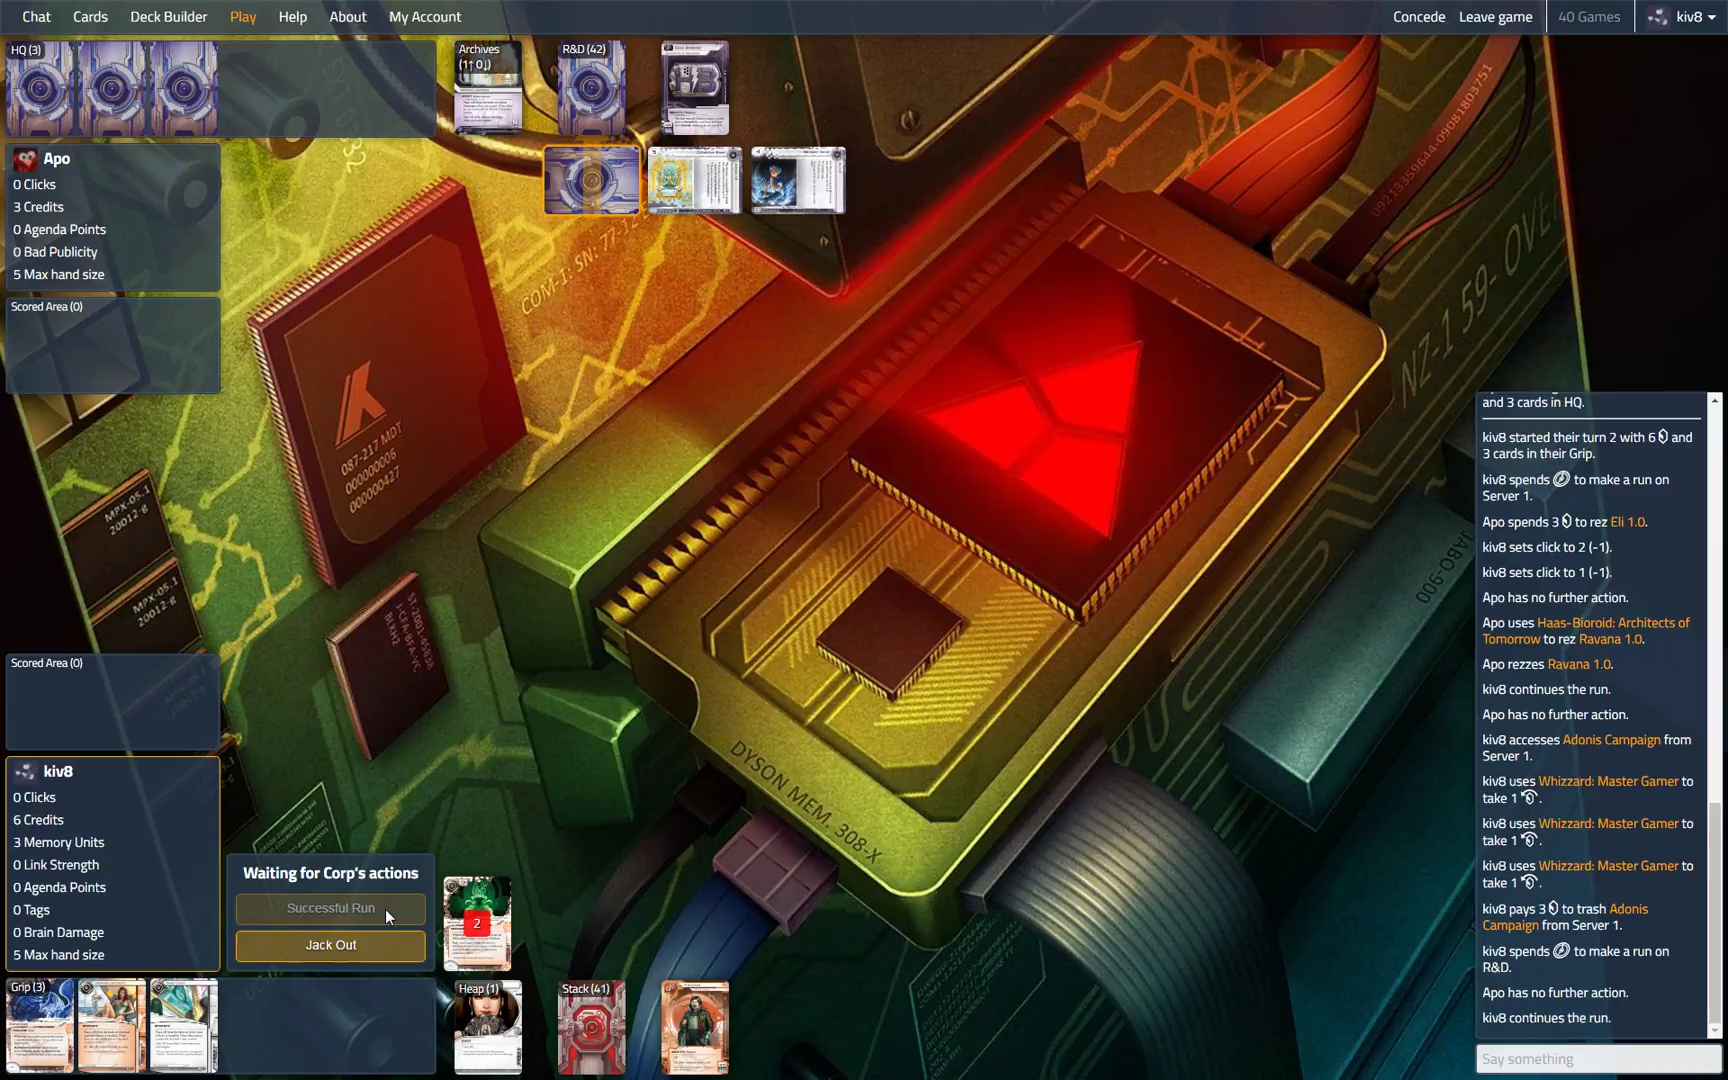 Chat Cards Deck Builder Play Help About My Account
Concede Leave game 40 Games kiv8
HQ (3)
Archives
(1↑ 0↓)
R&D (42)
Apo
0 Clicks
3 Credits
0 Agenda Points
0 Bad Publicity
5 Max hand size
Scored Area (0)
Scored Area (0)
kiv8
0 Clicks
6 Credits
3 Memory Units
0 Link Strength
0 Agenda Points
0 Tags
0 Brain Damage
5 Max hand size
Waiting for Corp's actions
Successful Run
Jack Out
2
Grip (3)
Heap (1)
Stack (41)
COM-1: SN: 77-12
087-217 MDT
00000006
000000427
MPX-05.1
20012-g
MPX-05.1
20012-g
DYSON MEM. 308-X
NZ-1 59- OVE
09213359644-09081803751
JABO-900
and 3 cards in HQ.
kiv8 started their turn 2 with 6 and
3 cards in their Grip.
kiv8 spends to make a run on
Server 1.
Apo spends 3 to rez Eli 1.0.
kiv8 sets click to 2 (-1).
kiv8 sets click to 1 (-1).
Apo has no further action.
Apo uses Haas-Bioroid: Architects of
Tomorrow to rez Ravana 1.0.
Apo rezzes Ravana 1.0.
kiv8 continues the run.
Apo has no further action.
kiv8 accesses Adonis Campaign from
Server 1.
kiv8 uses Whizzard: Master Gamer to
take 1 .
kiv8 uses Whizzard: Master Gamer to
take 1 .
kiv8 uses Whizzard: Master Gamer to
take 1 .
kiv8 pays 3 to trash Adonis
Campaign from Server 1.
kiv8 spends to make a run on
R&D.
Apo has no further action.
kiv8 continues the run.
Say something